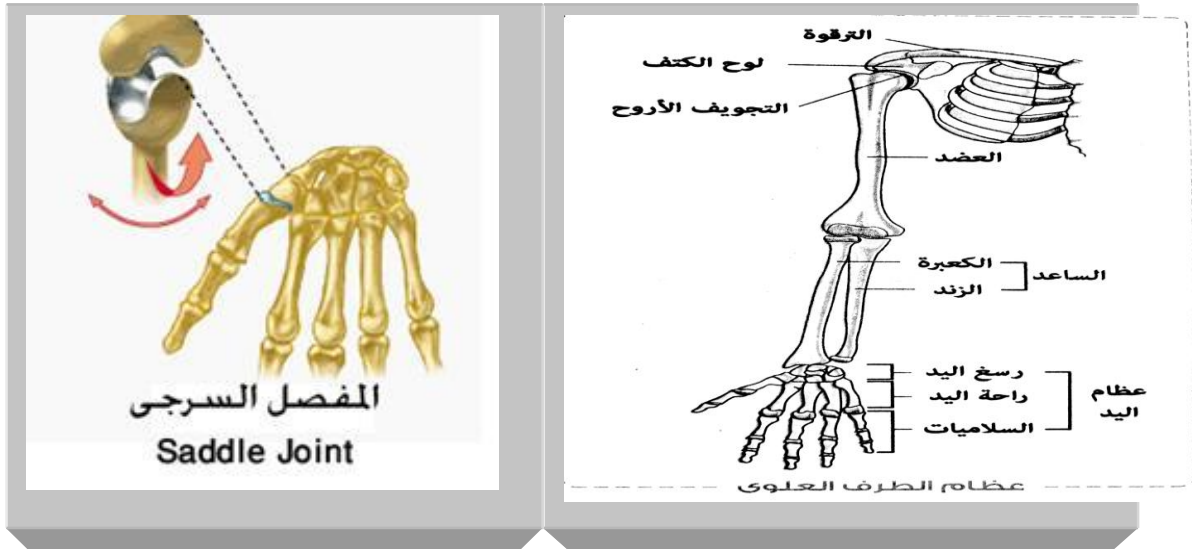 المفصل السرجى
Saddle Joint
الترقوة
لوح الكتف
التجويف الأروح
العضد
الكعبرة
الزند
الساعد
رسغ اليد
راحة اليد
السلاميات
عظام
اليد
عظام الطرف العلوى